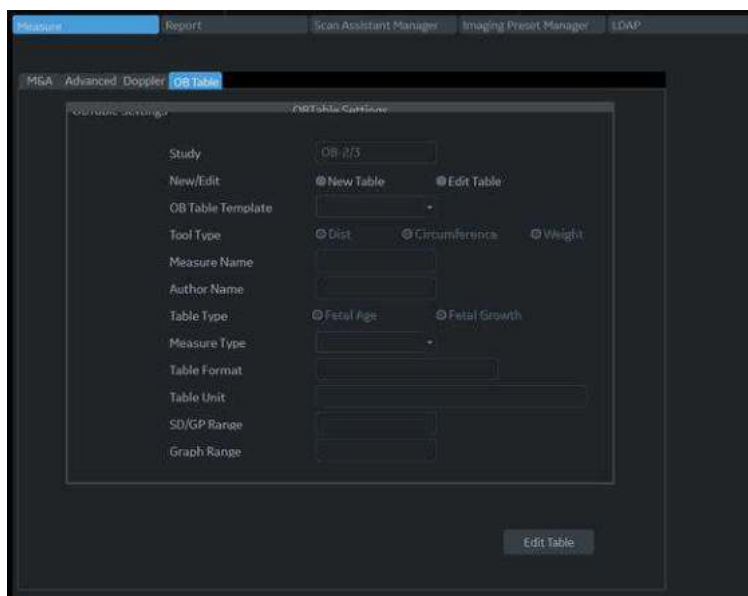 Measure Report Scan Assistant Manager Imaging Preset Manager LDAP
M&A Advanced Doppler OB Table
OBTable Settings OBTable Settings
Study OB-2/3
New/Edit New Table Edit Table
OB Table Template
Tool Type Dist Circumference Weight
Measure Name
Author Name
Table Type Fetal Age Fetal Growth
Measure Type
Table Format
Table Unit
SD/GP Range
Graph Range
Edit Table